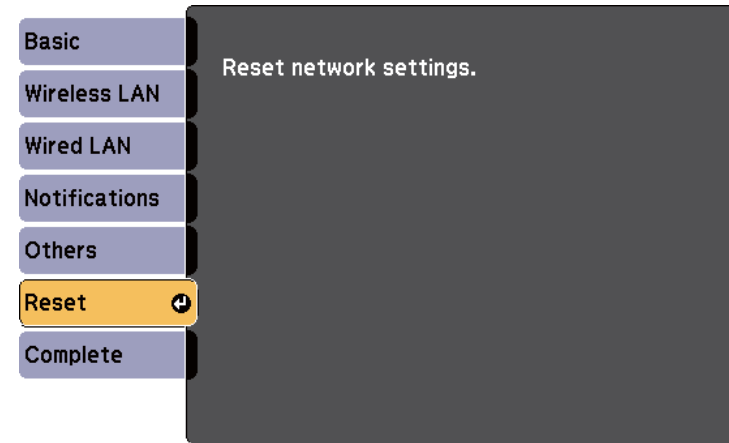 Basic
Wireless LAN
Wired LAN
Notifications
Others
Reset
Complete
Reset network settings.